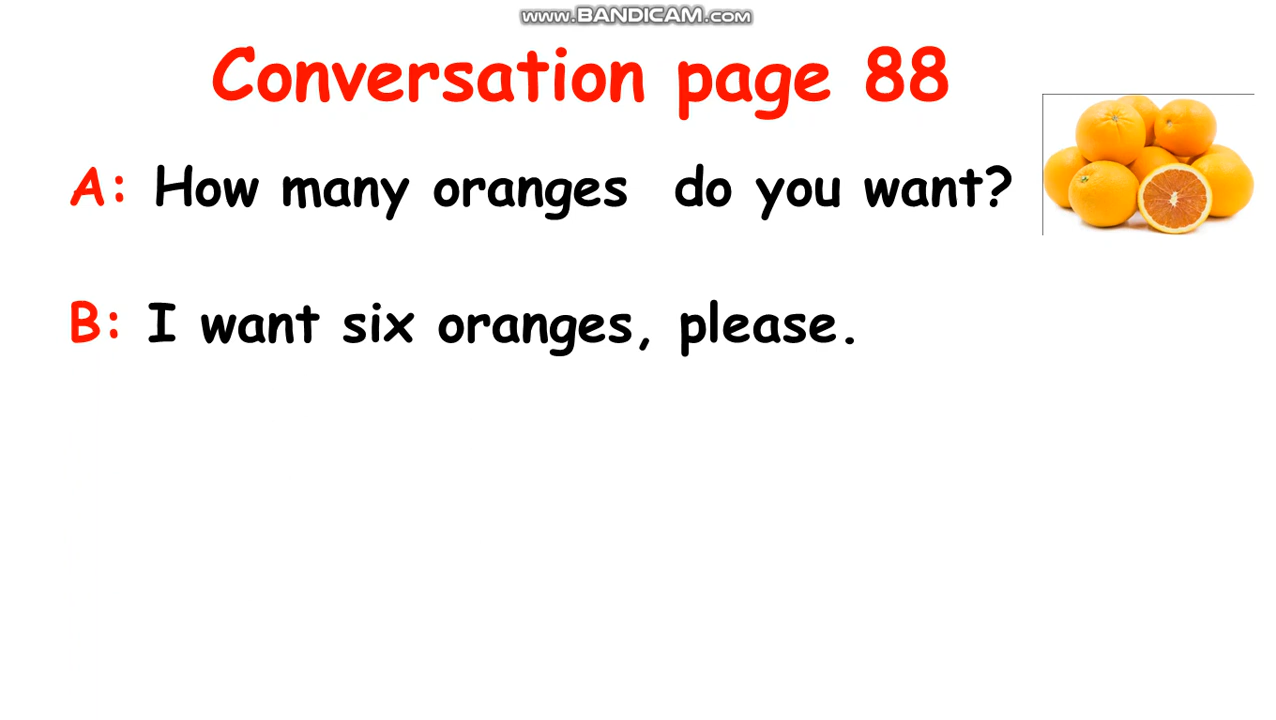 www.BANDICAM.com
Conversation page 88
A: How many oranges do you want?
B: I want six oranges, please.